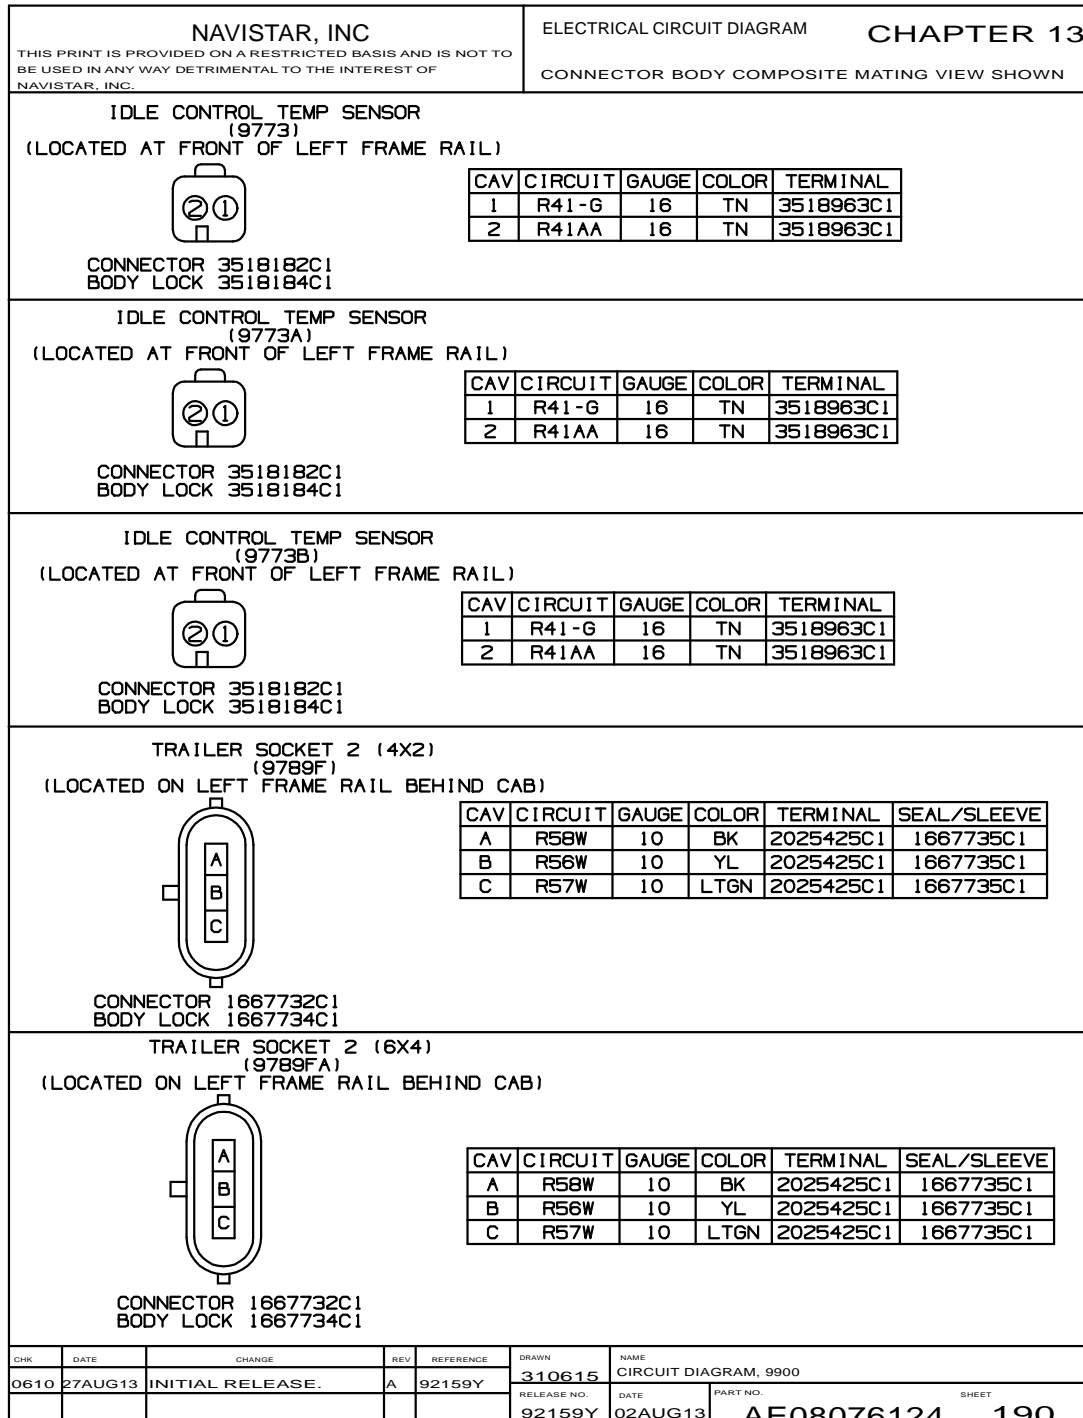 NAVISTAR, INC
THIS PRINT IS PROVIDED ON A RESTRICTED BASIS AND IS NOT TO
BE USED IN ANY WAY DETRIMENTAL TO THE INTEREST OF
NAVISTAR, INC.
ELECTRICAL CIRCUIT DIAGRAM CHAPTER 13
CONNECTOR BODY COMPOSITE MATING VIEW SHOWN
IDLE CONTROL TEMP SENSOR
(9773)
(LOCATED AT FRONT OF LEFT FRAME RAIL)
2 1
CONNECTOR 3518182C1
BODY LOCK 3518184C1
CAV CIRCUIT GAUGE COLOR TERMINAL
1 R41-G 16 TN 3518963C1
2 R41AA 16 TN 3518963C1
IDLE CONTROL TEMP SENSOR
(9773A)
(LOCATED AT FRONT OF LEFT FRAME RAIL)
2 1
CONNECTOR 3518182C1
BODY LOCK 3518184C1
CAV CIRCUIT GAUGE COLOR TERMINAL
1 R41-G 16 TN 3518963C1
2 R41AA 16 TN 3518963C1
IDLE CONTROL TEMP SENSOR
(9773B)
(LOCATED AT FRONT OF LEFT FRAME RAIL)
2 1
CONNECTOR 3518182C1
BODY LOCK 3518184C1
CAV CIRCUIT GAUGE COLOR TERMINAL
1 R41-G 16 TN 3518963C1
2 R41AA 16 TN 3518963C1
TRAILER SOCKET 2 (4X2)
(9789F)
(LOCATED ON LEFT FRAME RAIL BEHIND CAB)
A
B
C
CONNECTOR 1667732C1
BODY LOCK 1667734C1
CAV CIRCUIT GAUGE COLOR TERMINAL SEAL/SLEEVE
A R58W 10 BK 2025425C1 1667735C1
B R56W 10 YL 2025425C1 1667735C1
C R57W 10 LTGN 2025425C1 1667735C1
TRAILER SOCKET 2 (6X4)
(9789FA)
(LOCATED ON LEFT FRAME RAIL BEHIND CAB)
A
B
C
CONNECTOR 1667732C1
BODY LOCK 1667734C1
CAV CIRCUIT GAUGE COLOR TERMINAL SEAL/SLEEVE
A R58W 10 BK 2025425C1 1667735C1
B R56W 10 YL 2025425C1 1667735C1
C R57W 10 LTGN 2025425C1 1667735C1
CHK DATE CHANGE REV REFERENCE
0610 27AUG13 INITIAL RELEASE. A 92159Y
DRAWN
310615
NAME
CIRCUIT DIAGRAM, 9900
RELEASE NO.
92159Y
DATE
02AUG13
PART NO.
AE08076124
SHEET
190